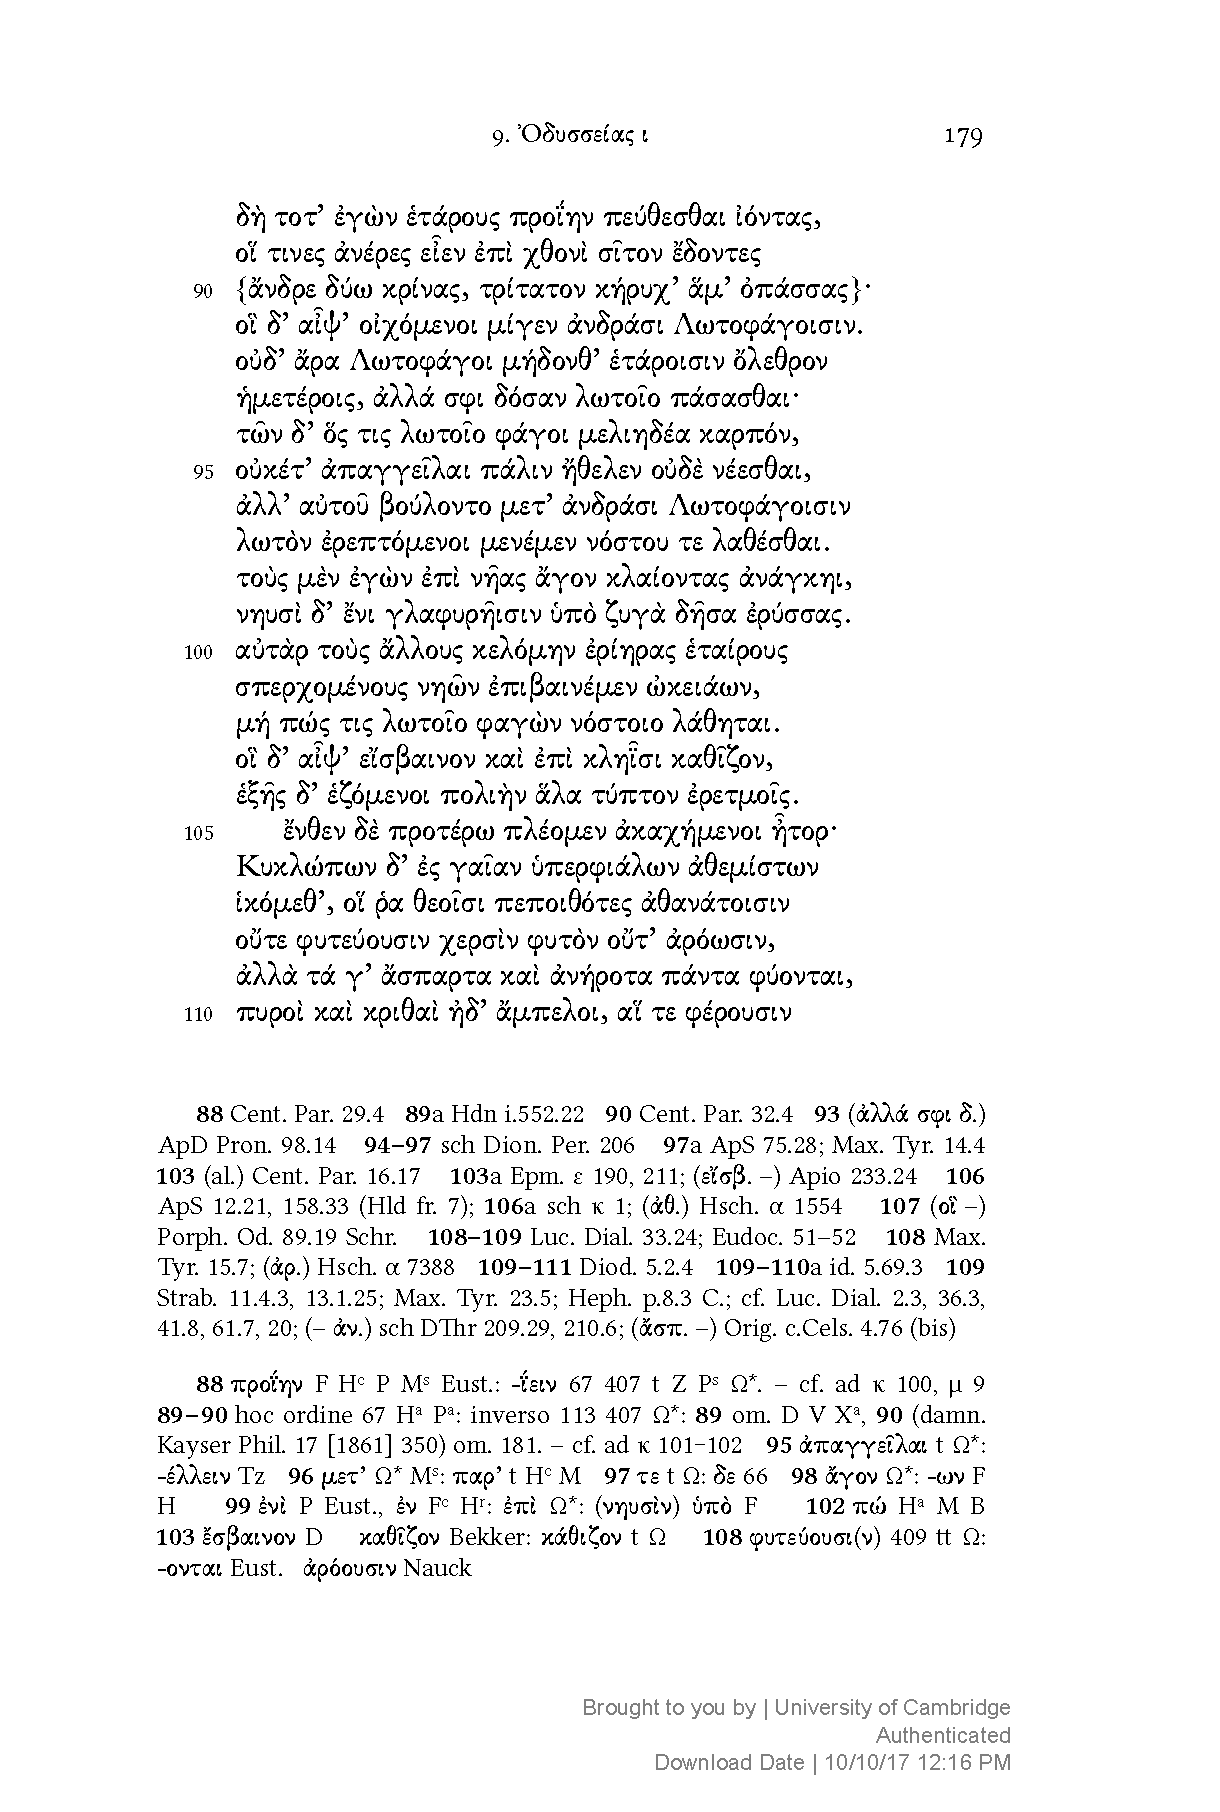 9. Ὀδυσσείας ι 179
δὴ τοτ’ ἐγὼν ἑτάρους προΐην πεύθεσθαι ἰόντας,
οἵ τινες ἀνέρες εἶεν ἐπὶ χθονὶ σῖτον ἔδοντες
90 {ἄνδρε δύω κρίνας, τρίτατον κήρυχ’ ἅμ’ ὀπάσσας}·
οἳ δ’ αἶψ’ οἰχόμενοι μίγεν ἀνδράσι Λωτοφάγοισιν.
οὐδ’ ἄρα Λωτοφάγοι μήδονθ’ ἑτάροισιν ὄλεθρον
ἡμετέροις, ἀλλά σφι δόσαν λωτοῖο πάσασθαι·
τῶν δ’ ὅς τις λωτοῖο φάγοι μελιηδέα καρπόν,
95 οὐκέτ’ ἀπαγγεῖλαι πάλιν ἤθελεν οὐδὲ νέεσθαι,
ἀλλ’ αὐτοῦ βούλοντο μετ’ ἀνδράσι Λωτοφάγοισιν
λωτὸν ἐρεπτόμενοι μενέμεν νόστου τε λαθέσθαι.
τοὺς μὲν ἐγὼν ἐπὶ νῆας ἄγον κλαίοντας ἀνάγκηι,
νηυσὶ δ’ ἔνι γλαφυρῆισιν ὑπὸ ζυγὰ δῆσα ἐρύσσας.
100 αὐτὰρ τοὺς ἄλλους κελόμην ἐρίηρας ἑταίρους
σπερχομένους νηῶν ἐπιβαινέμεν ὠκειάων,
μή πώς τις λωτοῖο φαγὼν νόστοιο λάθηται.
οἳ δ’ αἶψ’ εἴσβαινον καὶ ἐπὶ κληῗσι καθῖζον,
ἑξῆς δ’ ἑζόμενοι πολιὴν ἅλα τύπτον ἐρετμοῖς.
105 ἔνθεν δὲ προτέρω πλέομεν ἀκαχήμενοι ἦτορ·
Κυκλώπων δ’ ἐς γαῖαν ὑπερφιάλων ἀθεμίστων
ἱκόμεθ’, οἵ ῥα θεοῖσι πεποιθότες ἀθανάτοισιν
οὔτε φυτεύουσιν χερσὶν φυτὸν οὔτ’ ἀρόωσιν,
ἀλλὰ τά γ’ ἄσπαρτα καὶ ἀνήροτα πάντα φύονται,
110 πυροὶ καὶ κριθαὶ ἠδ’ ἄμπελοι, αἵ τε φέρουσιν
88 Cent. Par. 29.4 89a Hdn i.552.22 90 Cent. Par. 32.4 93 (ἀλλά σφι δ.)
ApD Pron. 98.14 94–97 sch Dion. Per. 206 97a ApS 75.28; Max. Tyr. 14.4
103 (al.) Cent. Par. 16.17 103a Epm. ε 190, 211; (εἴσβ. –) Apio 233.24 106
ApS 12.21, 158.33 (Hld fr. 7); 106a sch κ 1; (ἀθ.) Hsch. α 1554 107 (οἳ –)
Porph. Od. 89.19 Schr. 108–109 Luc. Dial. 33.24; Eudoc. 51–52 108 Max.
Tyr. 15.7; (ἀρ.) Hsch. α 7388 109–111 Diod. 5.2.4 109–110a id. 5.69.3 109
Strab. 11.4.3, 13.1.25; Max. Tyr. 23.5; Heph. p.8.3 C.; cf. Luc. Dial. 2.3, 36.3,
41.8, 61.7, 20; (– ἀν.) sch DThr 209.29, 210.6; (ἄσπ. –) Orig. c.Cels. 4.76 (bis)
88 προΐην F Hᶜ P Mˢ Eust.: -ΐειν 67 407 t Z Pˢ Ω*. – cf. ad κ 100, μ 9
89–90 hoc ordine 67 Hᵃ Pᵃ: inverso 113 407 Ω*: 89 om. D V Xᵃ, 90 (damn.
Kayser Phil. 17 [1861] 350) om. 181. – cf. ad κ 101–102 95 ἀπαγγεῖλαι t Ω*:
-έλλειν Tz 96 μετ’ Ω* Mˢ: παρ’ t Hᶜ M 97 τε t Ω: δε 66 98 ἄγον Ω*: -ων F
H 99 ἐνὶ P Eust., ἐν Fᶜ Hʳ: ἐπὶ Ω*: (νηυσὶν) ὑπὸ F 102 πώ Hᵃ M B
103 ἔσβαινον D καθῖζον Bekker: κάθιζον t Ω 108 φυτεύουσι(ν) 409 tt Ω:
-ονται Eust. ἀρόουσιν Nauck
Brought to you by | University of Cambridge
Authenticated
Download Date | 10/10/17 12:16 PM